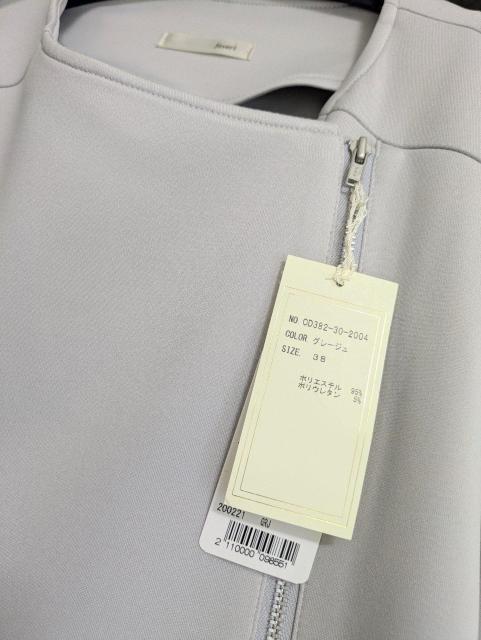 NO. CD382-30-2004
COLOR. グレージュ
SIZE. 38
ポリエステル 95%
ポリウレタン 5%
200221 GRJ
2 110000 098551